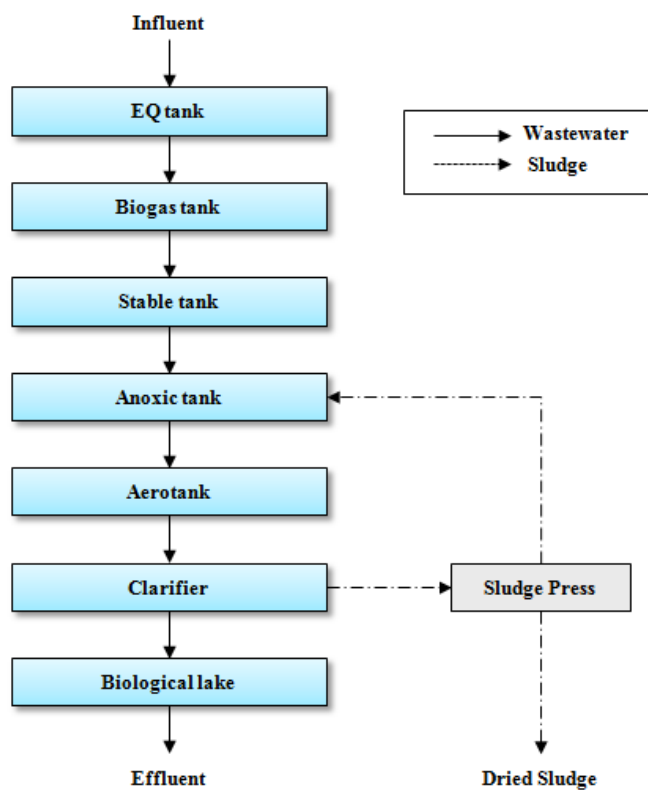 Influent
EQ tank
Wastewater
Sludge
Biogas tank
Stable tank
Anoxic tank
Aerotank
Clarifier
Sludge Press
Biological lake
Effluent
Dried Sludge